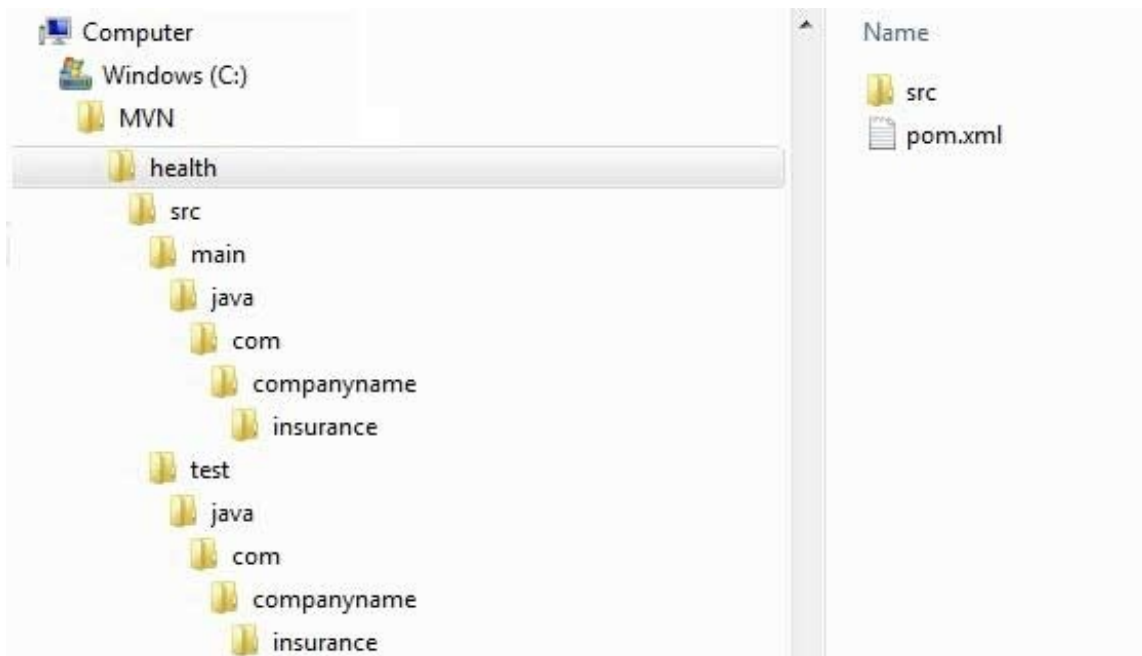 Computer
Windows (C:)
MVN
health
src
main
java
com
companyname
insurance
test
java
com
companyname
insurance
Name
src
pom.xml